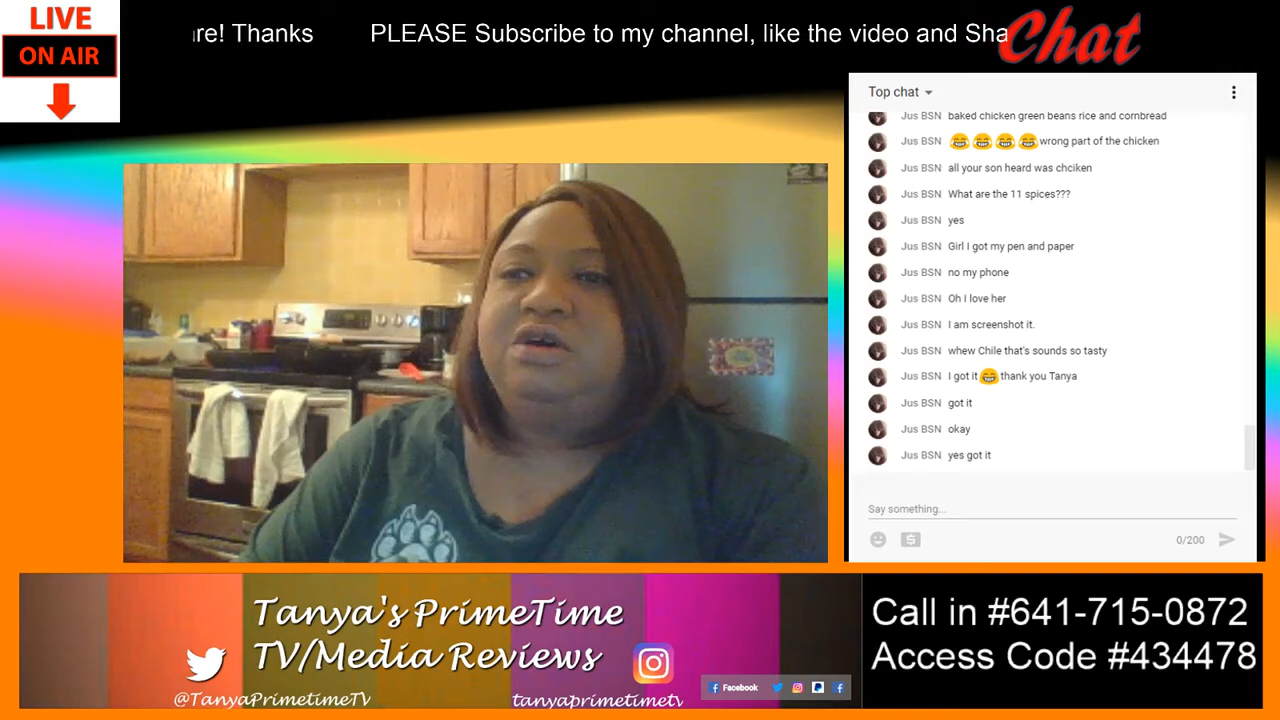 LIVE
ON AIR
re! Thanks PLEASE Subscribe to my channel, like the video and Sha
Chat
Top chat
Jus BSN baked chicken green beans rice and cornbread
Jus BSN 😂😂😂😂wrong part of the chicken
Jus BSN all your son heard was chciken
Jus BSN What are the 11 spices???
Jus BSN yes
Jus BSN Girl I got my pen and paper
Jus BSN no my phone
Jus BSN Oh I love her
Jus BSN I am screenshot it.
Jus BSN whew Chile that's sounds so tasty
Jus BSN I got it😂thank you Tanya
Jus BSN got it
Jus BSN okay
Jus BSN yes got it
Say something...
0/200
Tanya's PrimeTime
TV/Media Reviews
@TanyaPrimetimeTV
tanyaprimetimetv
Facebook
Call in #641-715-0872
Access Code #434478